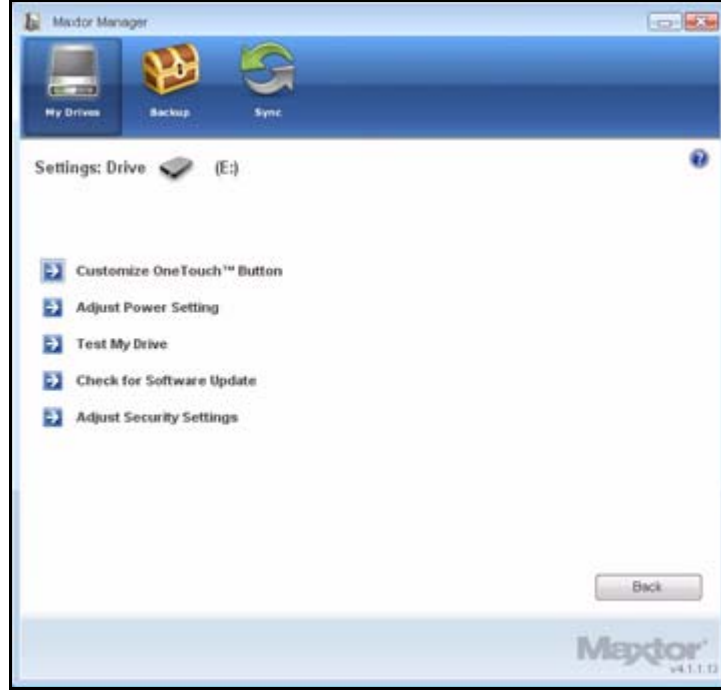 Maxtor Manager
My Drives Backup Sync
Settings: Drive (E:)
Customize OneTouch™ Button
Adjust Power Setting
Test My Drive
Check for Software Update
Adjust Security Settings
Back
Maxtor